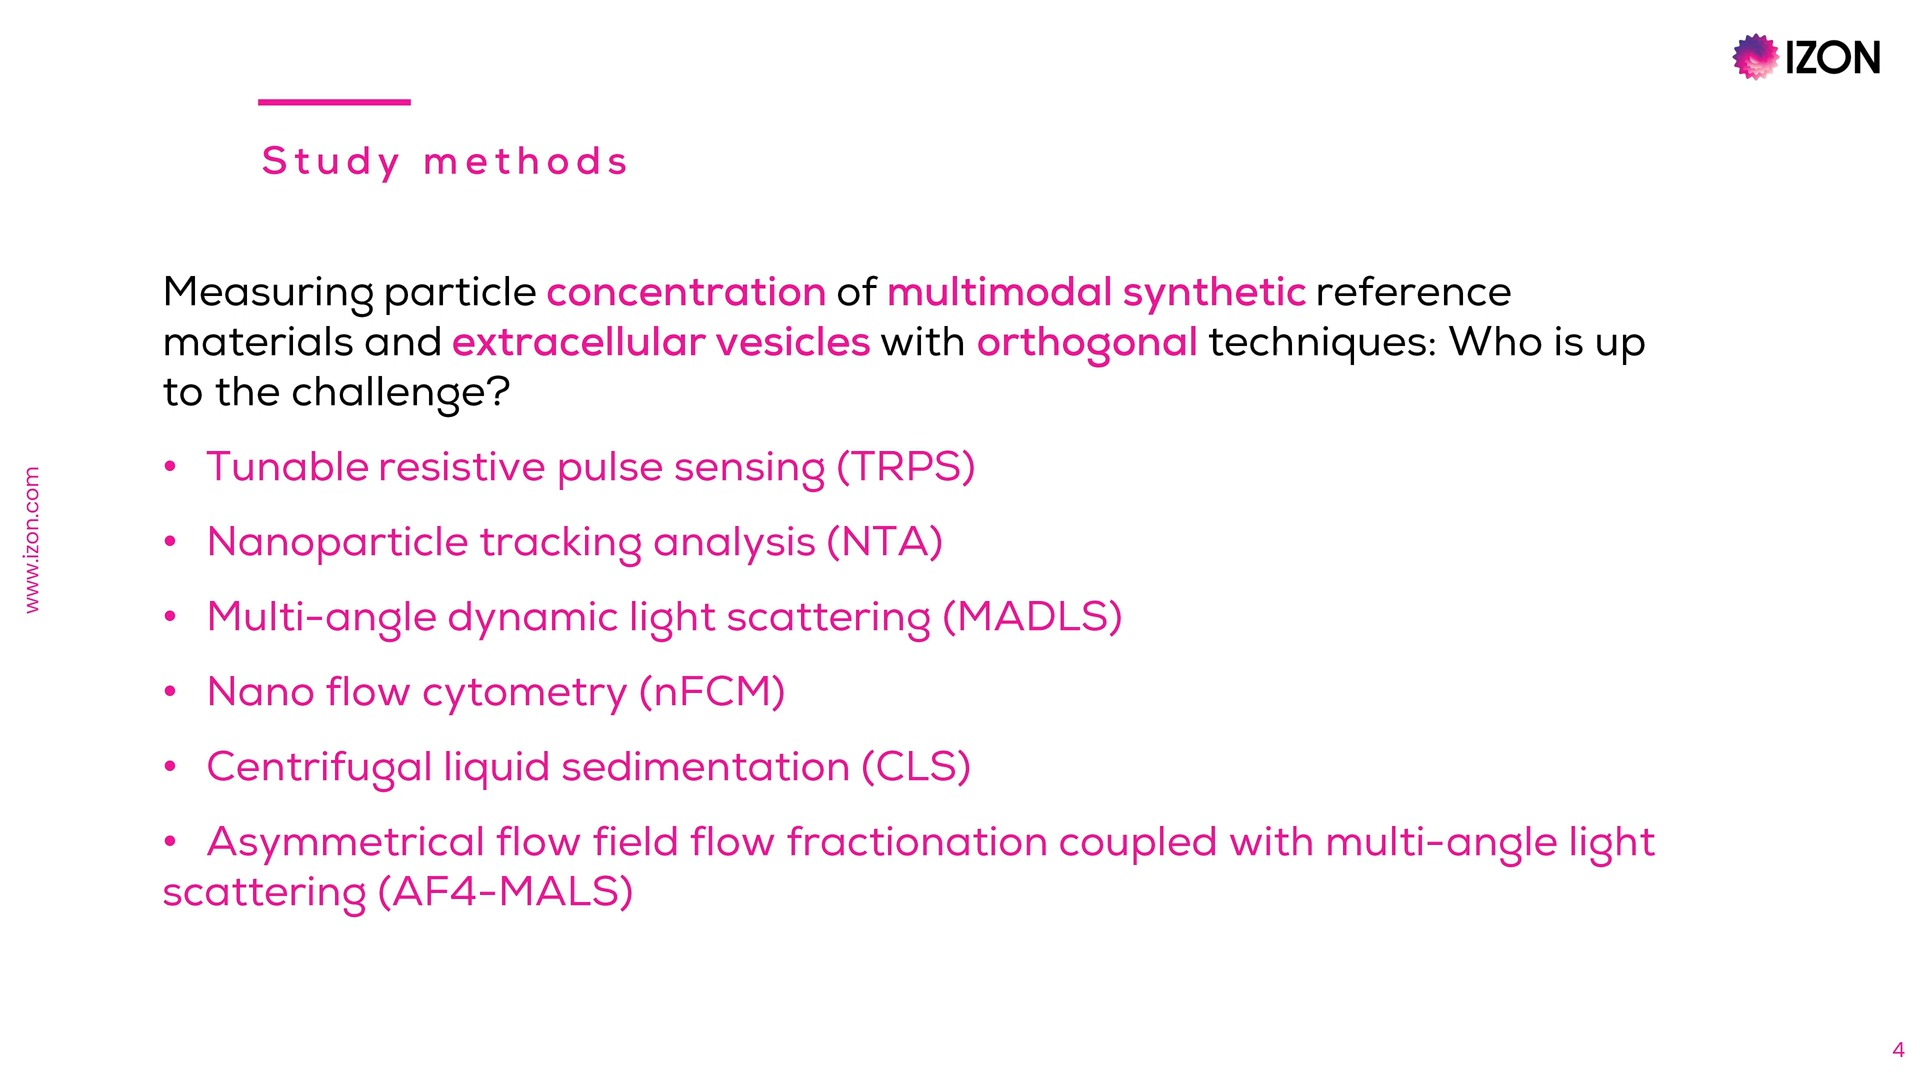 IZON
Study methods
Measuring particle concentration of multimodal synthetic reference
materials and extracellular vesicles with orthogonal techniques: Who is up
to the challenge?
• Tunable resistive pulse sensing (TRPS)
• Nanoparticle tracking analysis (NTA)
• Multi-angle dynamic light scattering (MADLS)
• Nano flow cytometry (nFCM)
• Centrifugal liquid sedimentation (CLS)
• Asymmetrical flow field flow fractionation coupled with multi-angle light
scattering (AF4-MALS)
www.izon.com
4